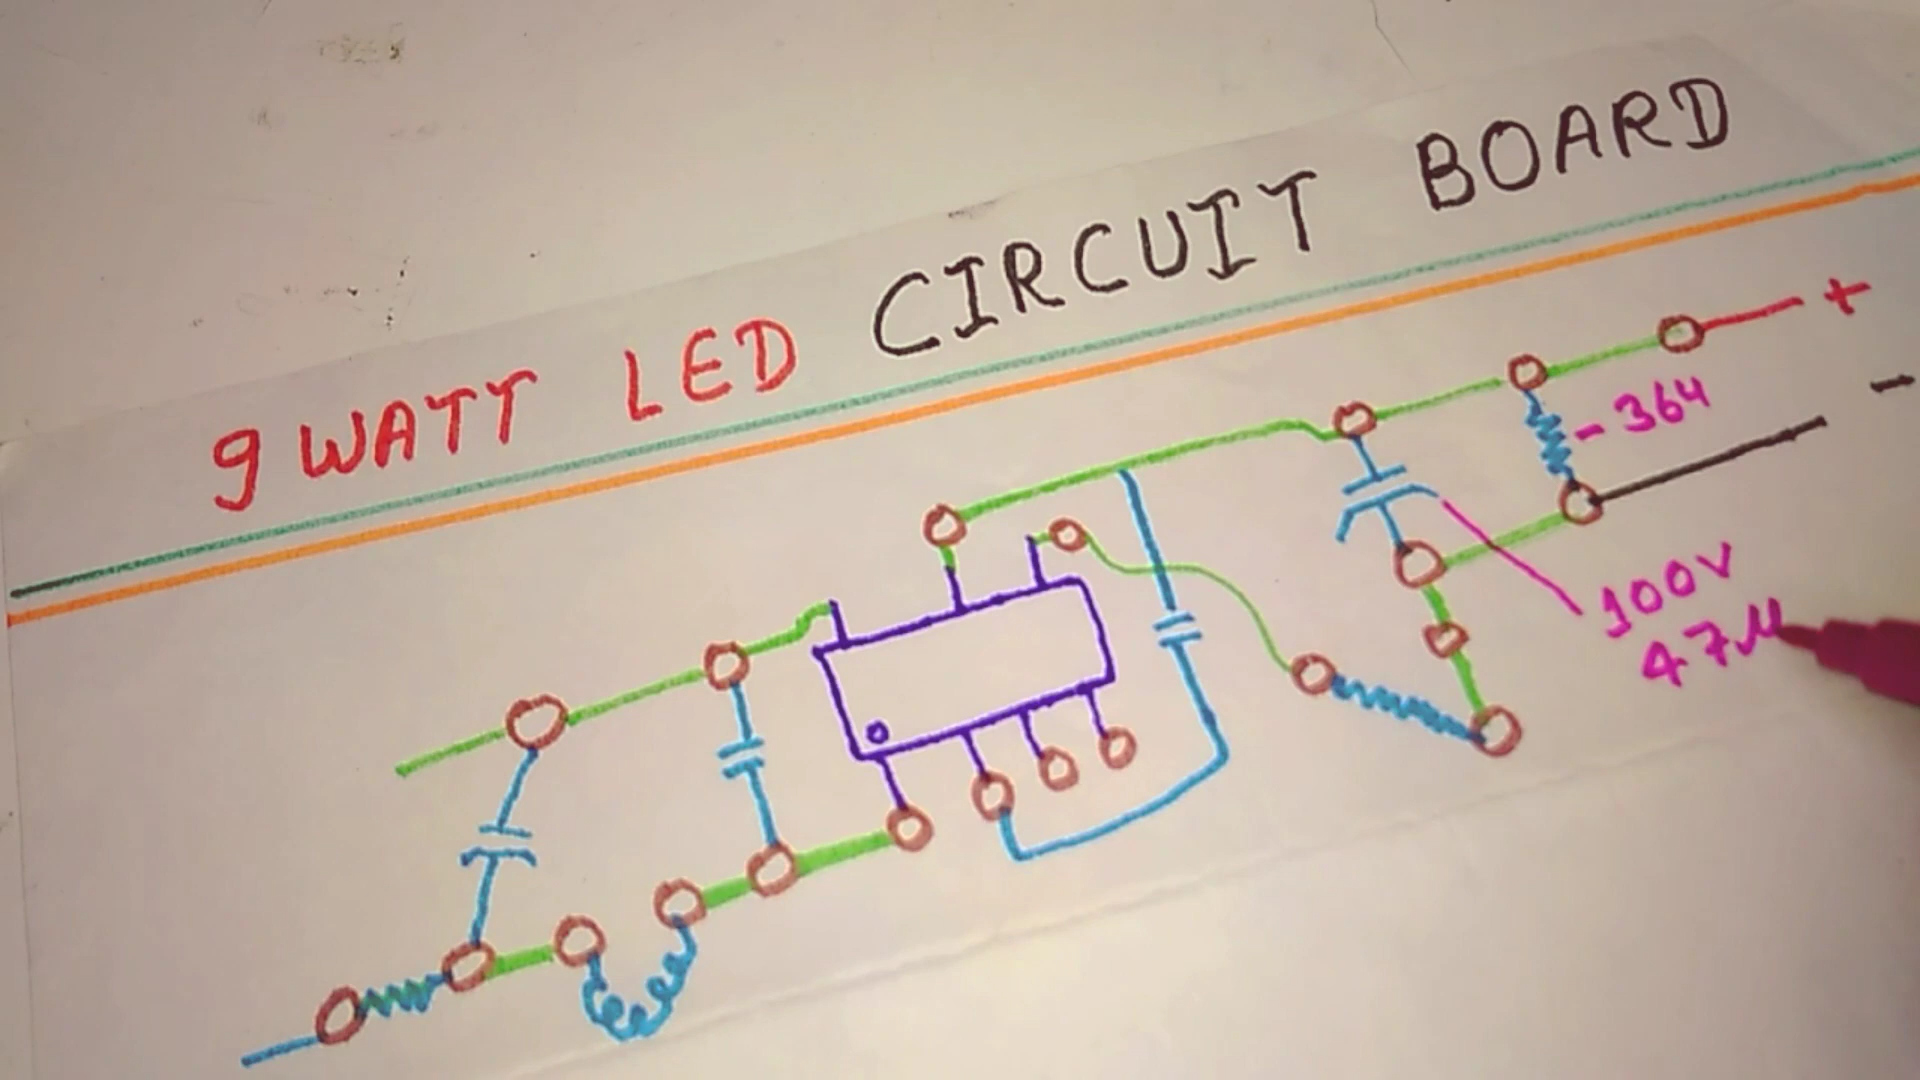 9 WATT LED CIRCUIT BOARD
+
-
- 364
100V
47μ